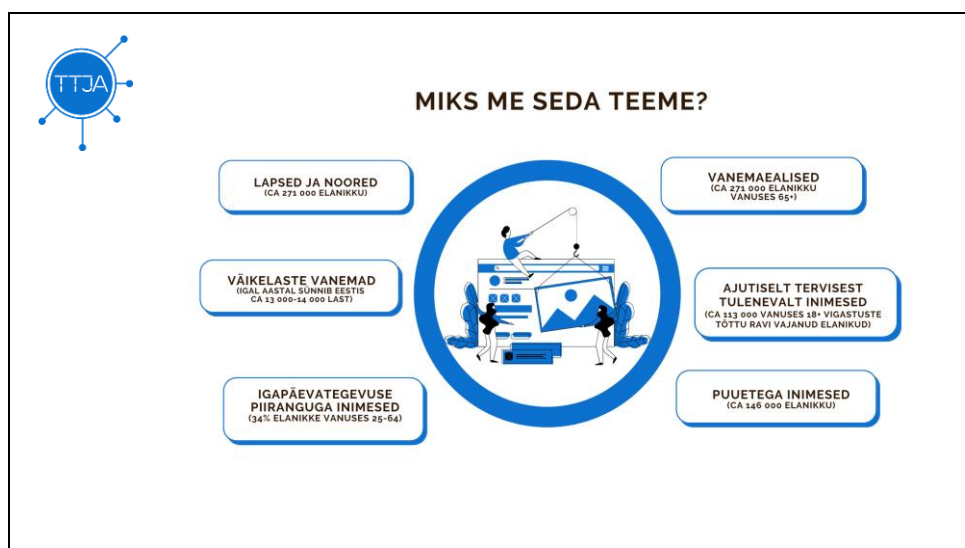 TTJA
MIKS ME SEDA TEEME?
LAPSED JA NOORED
(CA 271 000 ELANIKKU)
VANEMAEALISED
(CA 271 000 ELANIKKU
VANUSES 65+)
VÄIKELASTE VANEMAD
(IGAL AASTAL SÜNNIB EESTIS
CA 13 000-14 000 LAST)
AJUTISELT TERVISEST
TULENEVALT INIMESED
(CA 113 000 VANUSES 18+ VIGASTUSTE
TÕTTU RAVI VAJANUD ELANIKUD)
IGAPÄEVATEGEVUSE
PIIRANGUGA INIMESED
(34% ELANIKKE VANUSES 25-64)
PUUETEGA INIMESED
(CA 146 000 ELANIKKU)